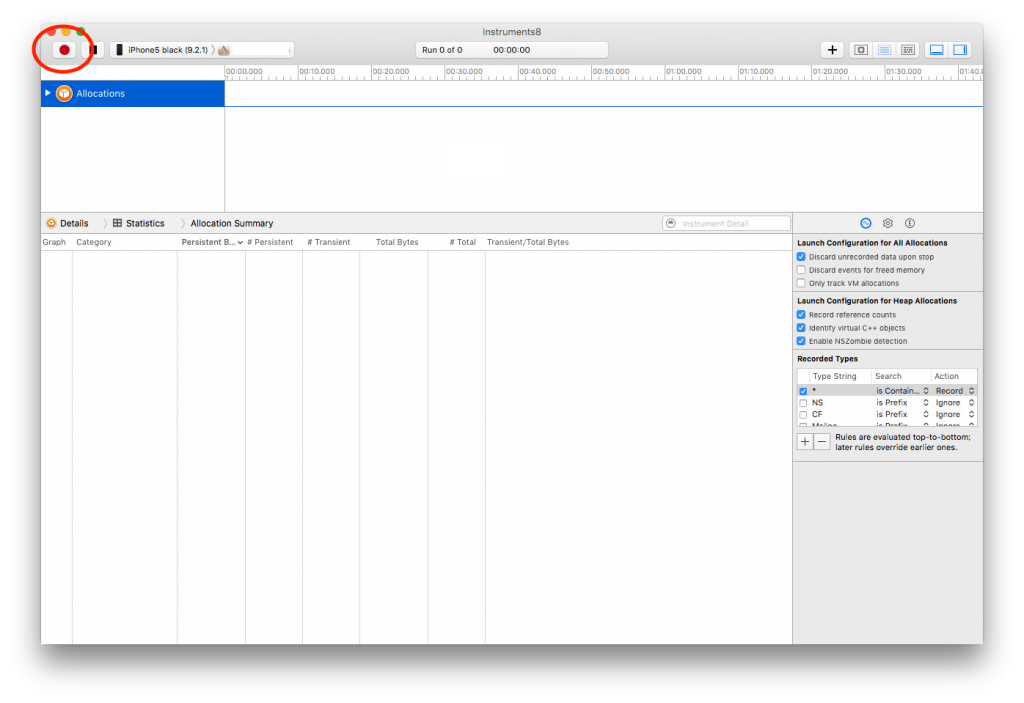 Instruments8
iPhone5 black (9.2.1)
Run 0 of 0 00:00:00
00:00.000 00:10.000 00:20.000 00:30.000 00:40.000 00:50.000 01:00.000 01:10.000 01:20.000 01:30.000 01:40.0
Allocations
Details Statistics Allocation Summary Instrument Detail
Graph Category Persistent B... # Persistent # Transient Total Bytes # Total Transient/Total Bytes
Launch Configuration for All Allocations
Discard unrecorded data upon stop
Discard events for freed memory
Only track VM allocations
Launch Configuration for Heap Allocations
Record reference counts
Identify virtual C++ objects
Enable NSZombie detection
Recorded Types
Type String Search Action
* is Contain... Record
NS is Prefix Ignore
CF is Prefix Ignore
Malloc is Prefix Ignore
+ − Rules are evaluated top-to-bottom;
later rules override earlier ones.